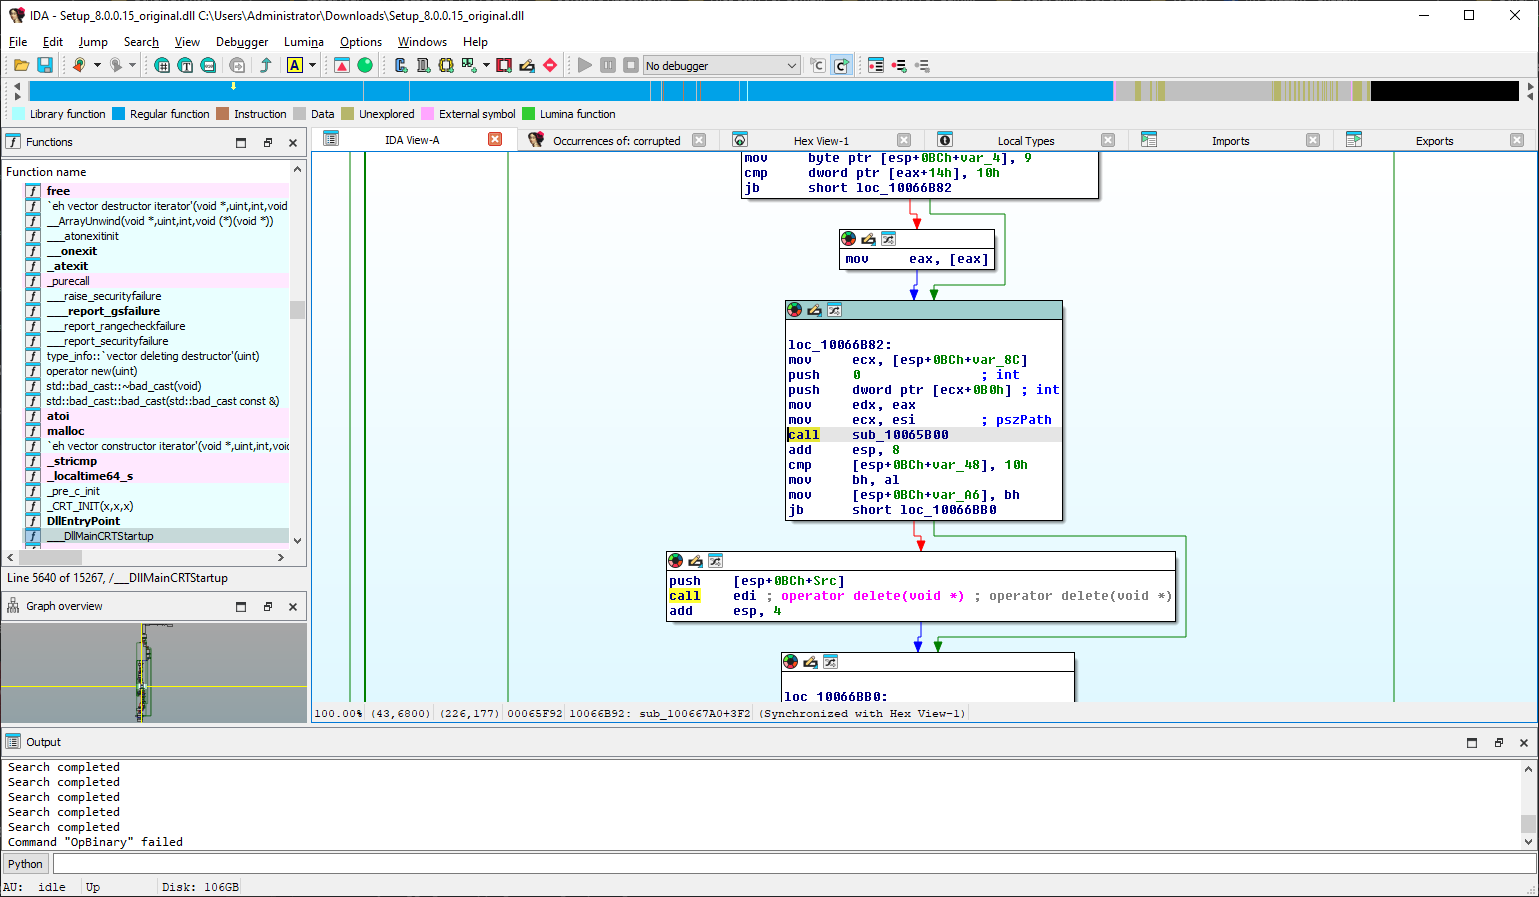 IDA - Setup_8.0.0.15_original.dll C:\Users\Administrator\Downloads\Setup_8.0.0.15_original.dll
File Edit Jump Search View Debugger Lumina Options Windows Help
No debugger
Library function Regular function Instruction Data Unexplored External symbol Lumina function
Functions
Function name
free
`eh vector destructor iterator'(void *,uint,int,void
__ArrayUnwind(void *,uint,int,void (*)(void *))
___atonexitinit
__onexit
_atexit
_purecall
___raise_securityfailure
___report_gsfailure
___report_rangecheckfailure
___report_securityfailure
type_info::`vector deleting destructor'(uint)
operator new(uint)
std::bad_cast::~bad_cast(void)
std::bad_cast::bad_cast(std::bad_cast const &)
atoi
malloc
`eh vector constructor iterator'(void *,uint,int,voi
_stricmp
_localtime64_s
_pre_c_init
_CRT_INIT(x,x,x)
DllEntryPoint
___DllMainCRTStartup
Line 5640 of 15267, /___DllMainCRTStartup
Graph overview
IDA View-A Occurrences of: corrupted Hex View-1 Local Types Imports Exports
mov byte ptr [esp+0BCh+var_4], 9
cmp dword ptr [eax+14h], 10h
jb short loc_10066B82
mov eax, [eax]
loc_10066B82:
mov ecx, [esp+0BCh+var_8C]
push 0 ; int
push dword ptr [ecx+0B0h] ; int
mov edx, eax
mov ecx, esi ; pszPath
call sub_10065B00
add esp, 8
cmp [esp+0BCh+var_48], 10h
mov bh, al
mov [esp+0BCh+var_A6], bh
jb short loc_10066BB0
push [esp+0BCh+Src]
call edi ; operator delete(void *) ; operator delete(void *)
add esp, 4
loc_10066BB0:
100.00% (43,6800) (226,177) 00065F92 10066B92: sub_100667A0+3F2 (Synchronized with Hex View-1)
Output
Search completed
Search completed
Search completed
Search completed
Search completed
Command "OpBinary" failed
Python
AU: idle Up Disk: 106GB